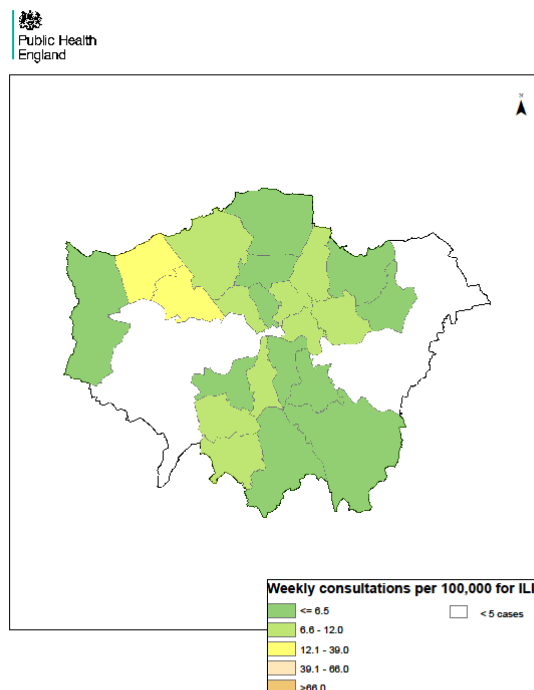 Public Health
England
Weekly consultations per 100,000 for ILI
<= 6.5
< 5 cases
6.6 - 12.0
12.1 - 39.0
39.1 - 66.0
>66.0